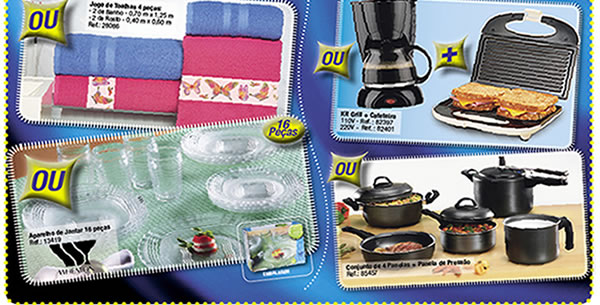 OU
Jogo de Toalhas 4 peças:
- 2 de Banho - 0,70 m x 1,25 m
- 2 de Rosto - 0,40 m x 0,60 m
Ref.: 28086
OU
+
Kit Grill + Cafeteira
110V - Ref.: 82397
220V - Ref.: 82401
16
Peças
OU
Aparelho de Jantar 16 peças
Ref.: 13419
OU
Conjunto de 4 Panelas + Panela de Pressão
Ref.: 85457